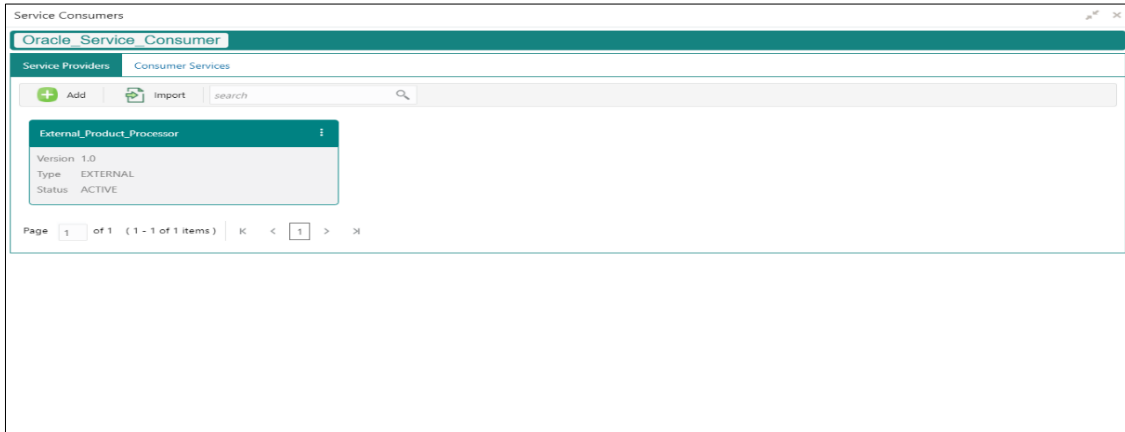 Service Consumers
Oracle_Service_Consumer
Service Providers Consumer Services
Add Import search
External_Product_Processor
Version 1.0
Type EXTERNAL
Status ACTIVE
Page 1 of 1 ( 1 - 1 of 1 items ) 1